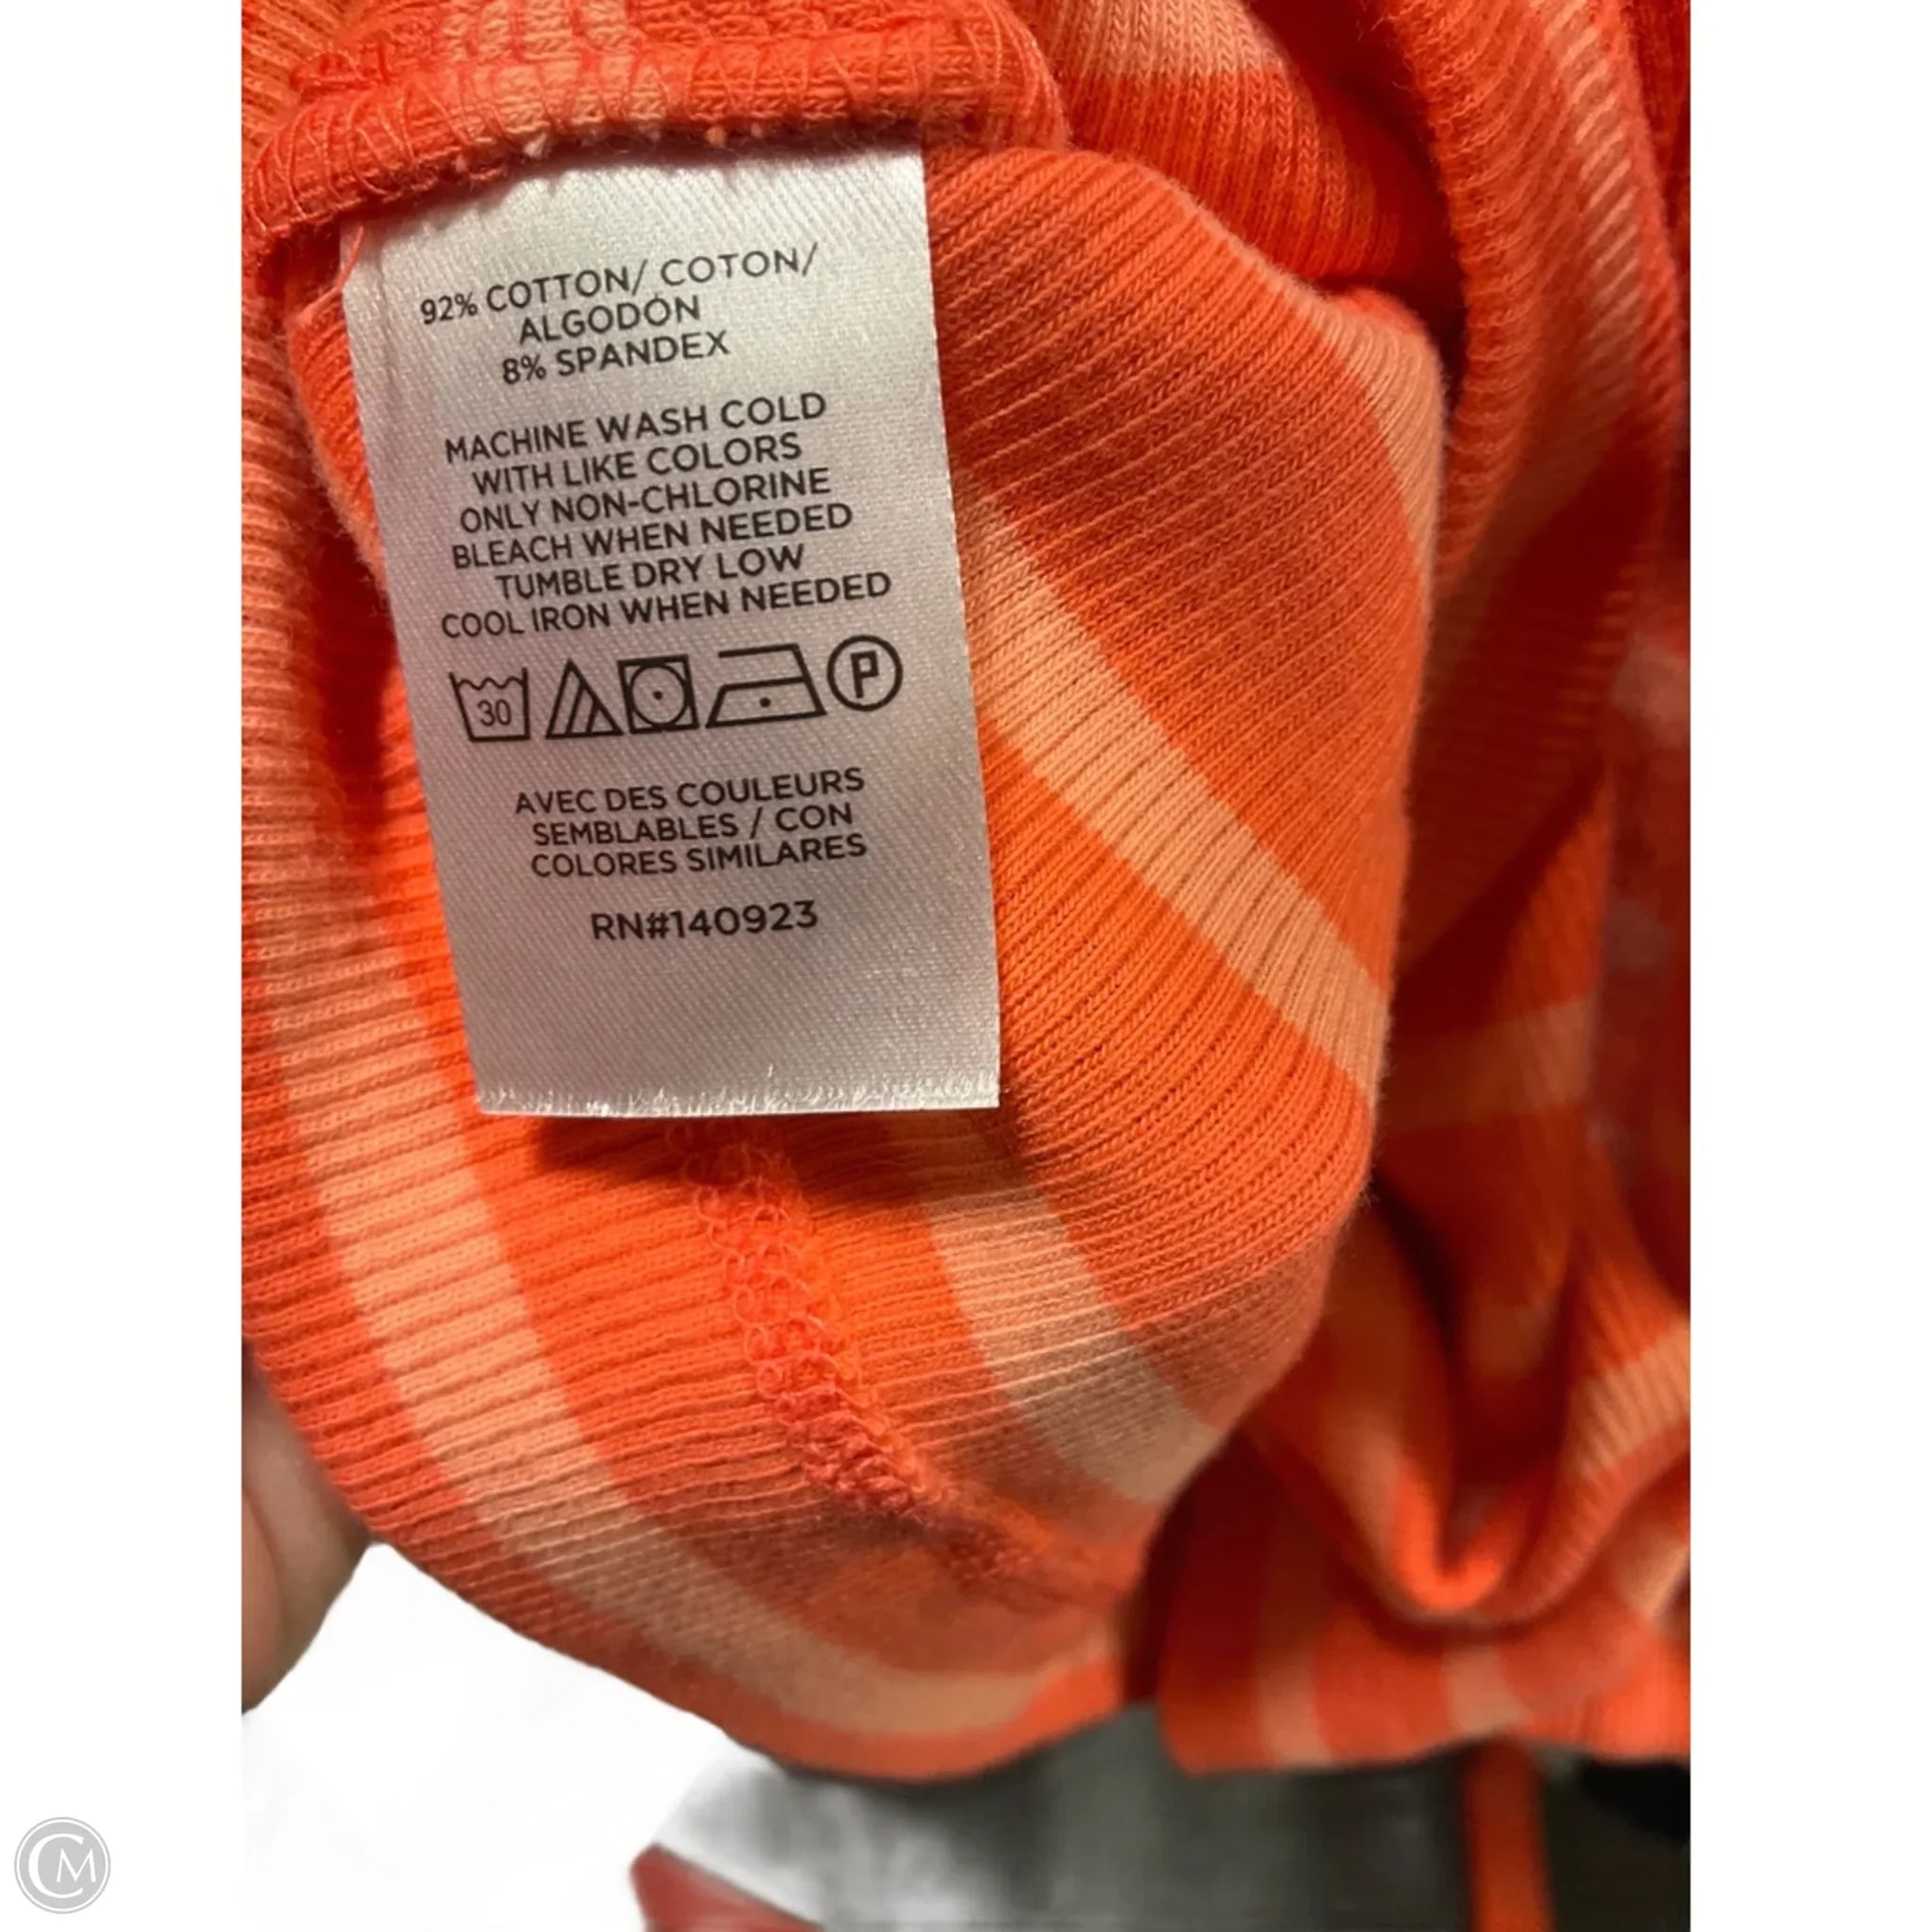 92% COTTON/ COTON/
ALGODÓN
8% SPANDEX
MACHINE WASH COLD
WITH LIKE COLORS
ONLY NON-CHLORINE
BLEACH WHEN NEEDED
TUMBLE DRY LOW
COOL IRON WHEN NEEDED
30 P
AVEC DES COULEURS
SEMBLABLES / CON
COLORES SIMILARES
RN#140923
CM